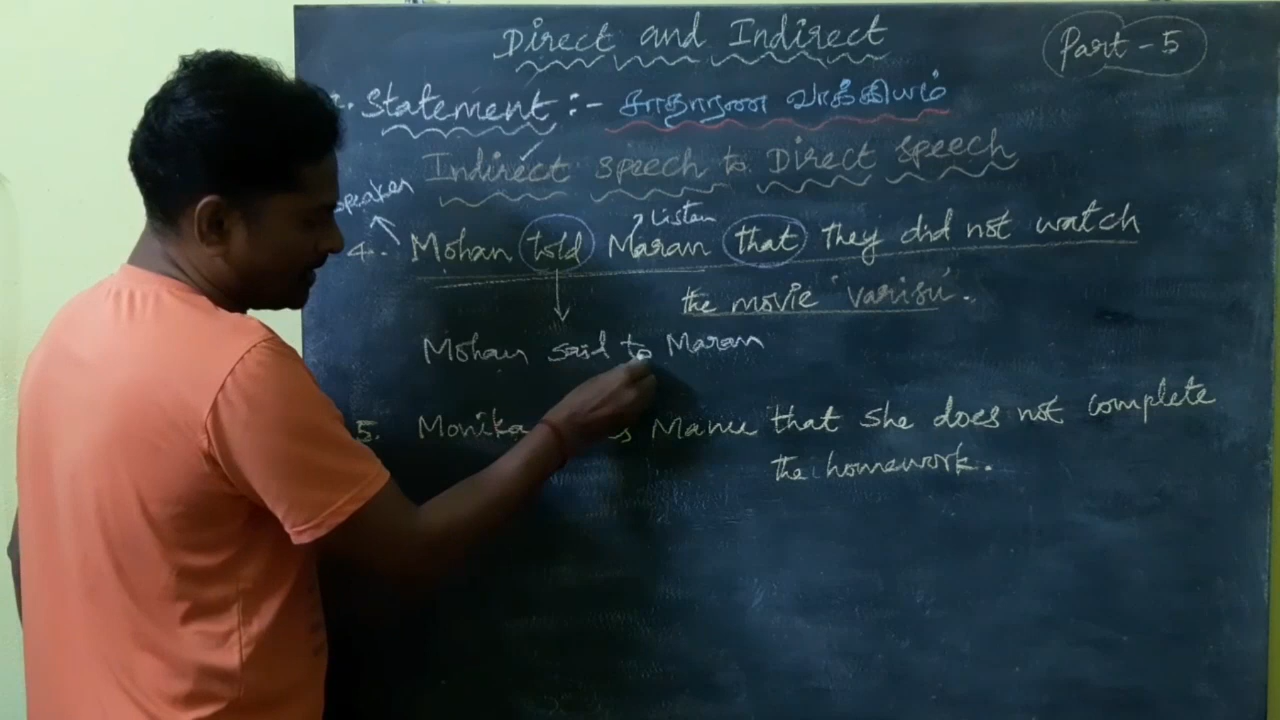 Direct and Indirect
Part - 5
Statement :- சாதாரண வாக்கியம்
Indirect speech to Direct speech
speaker
Listen
4. Mohan told Maran that they did not watch
the movie 'varisu'.
Mohan said to Maran
5. Monika that she does not complete
the homework.